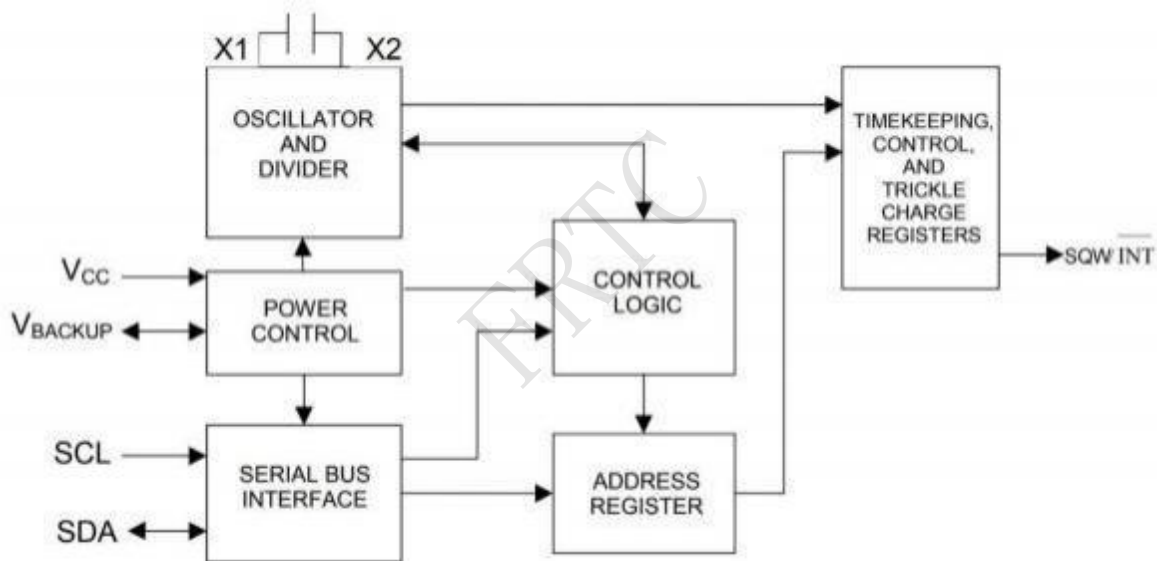 X1
X2
OSCILLATOR
AND
DIVIDER
TIMEKEEPING,
CONTROL,
AND
TRICKLE
CHARGE
REGISTERS
SQW INT
VCC
POWER
CONTROL
VBACKUP
CONTROL
LOGIC
SCL
SERIAL BUS
INTERFACE
SDA
ADDRESS
REGISTER
FRTC